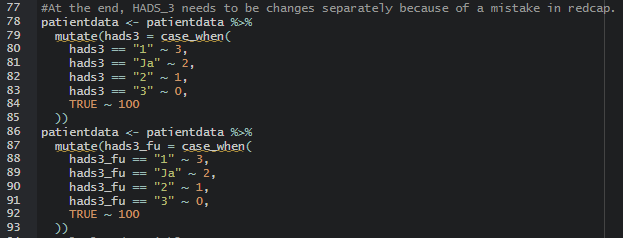 77 #At the end, HADS_3 needs to be changes separately because of a mistake in redcap.
78 patientdata <- patientdata %>%
79 mutate(hads3 = case_when(
80 hads3 == "1" ~ 3,
81 hads3 == "Ja" ~ 2,
82 hads3 == "2" ~ 1,
83 hads3 == "3" ~ 0,
84 TRUE ~ 100
85 ))
86 patientdata <- patientdata %>%
87 mutate(hads3_fu = case_when(
88 hads3_fu == "1" ~ 3,
89 hads3_fu == "Ja" ~ 2,
90 hads3_fu == "2" ~ 1,
91 hads3_fu == "3" ~ 0,
92 TRUE ~ 100
93 ))